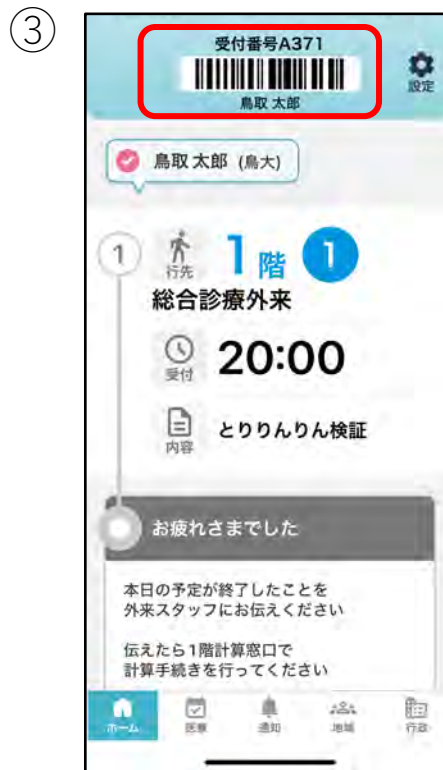 ③
受付番号A371
鳥取 太郎
設定
鳥取 太郎 (鳥大)
1
行先
1階 1
総合診療外来
受付
20:00
内容
とりりんりん検証
お疲れさまでした
本日の予定が終了したことを
外来スタッフにお伝えください
伝えたら1階計算窓口で
計算手続きを行ってください
ホーム
医療
通知
地域
行政